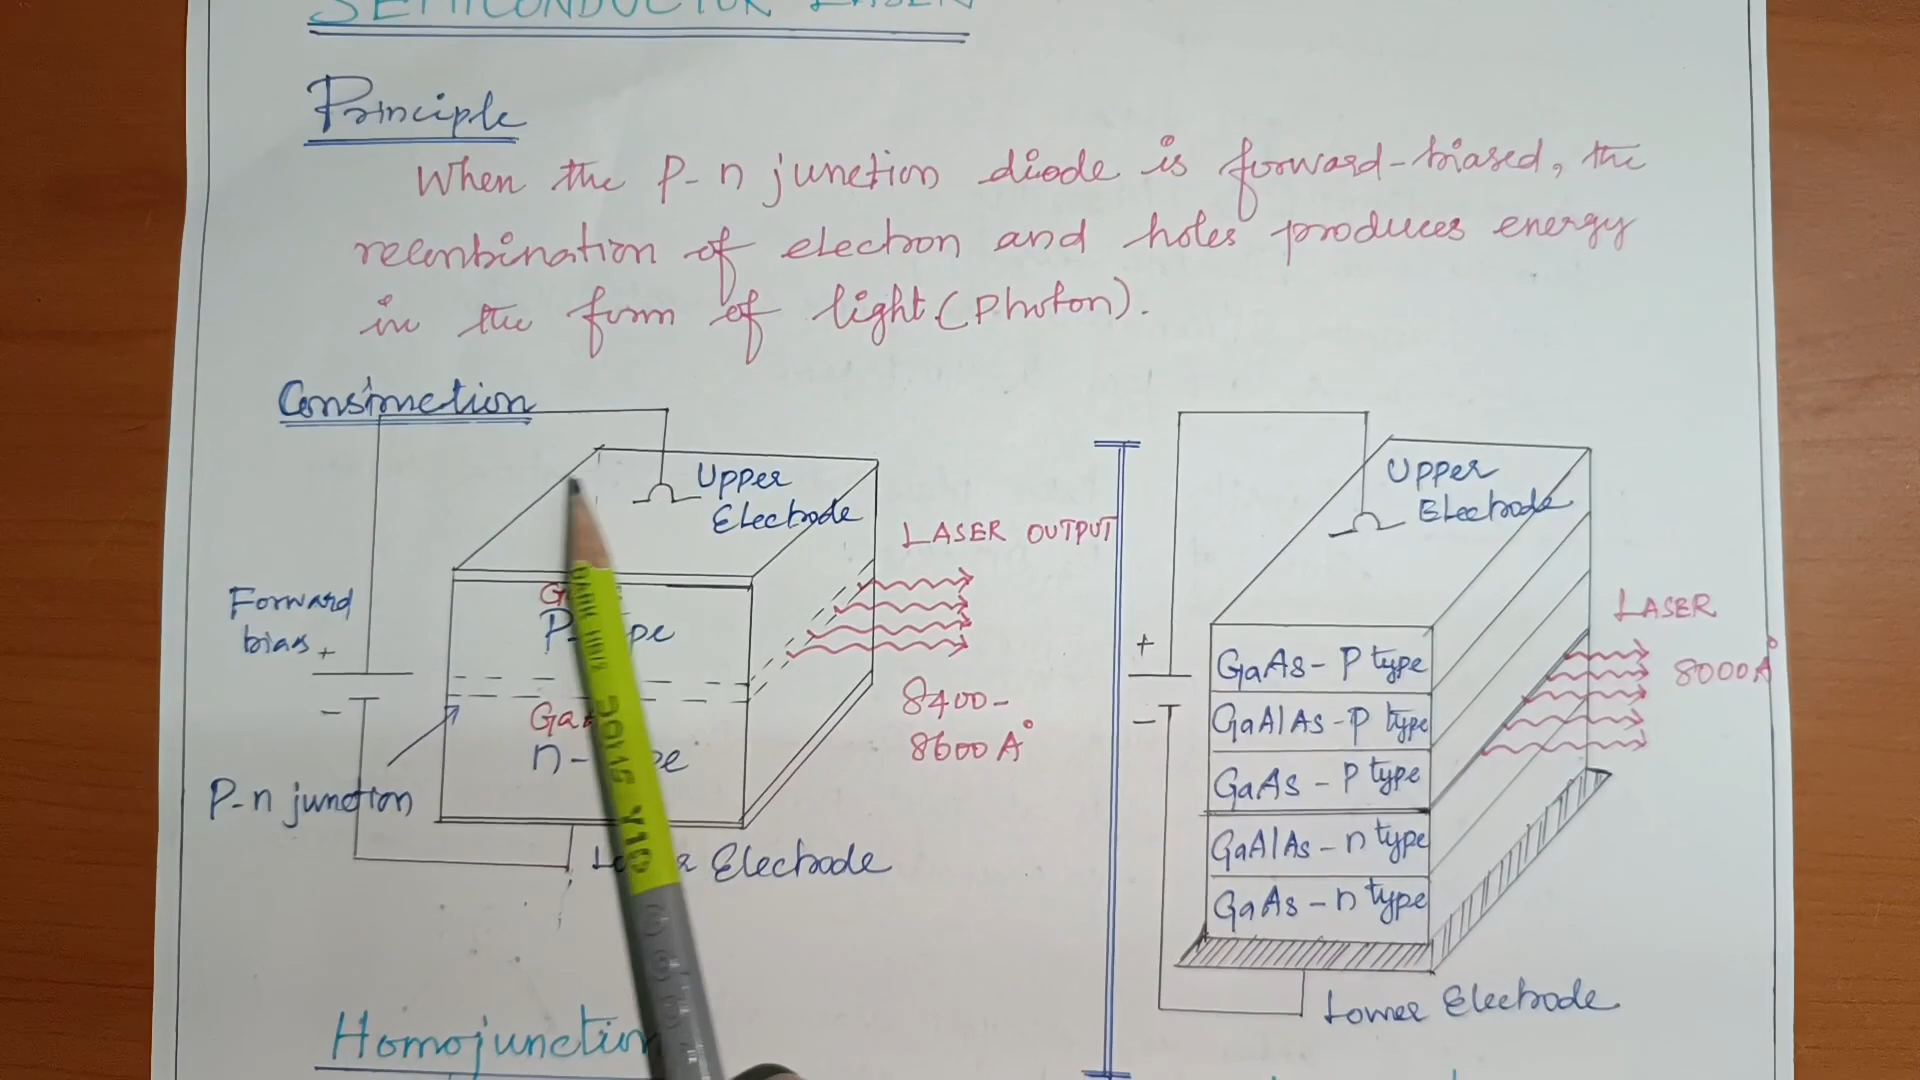 SEMICONDUCTOR LASER
Principle
When the P-n junction diode is forward-biased, the
recombination of electron and holes produces energy
in the form of light (Photon).
Construction
Upper
Electrode
LASER OUTPUT
Forward
bias +
-
P-n junction
8400-
8600 A°
Electrode
Homojunction
Upper
Electrode
+
-
GaAs - P type
GaAlAs - P type
GaAs - P type
GaAlAs - n type
GaAs - n type
LASER
8000A°
Lower Electrode